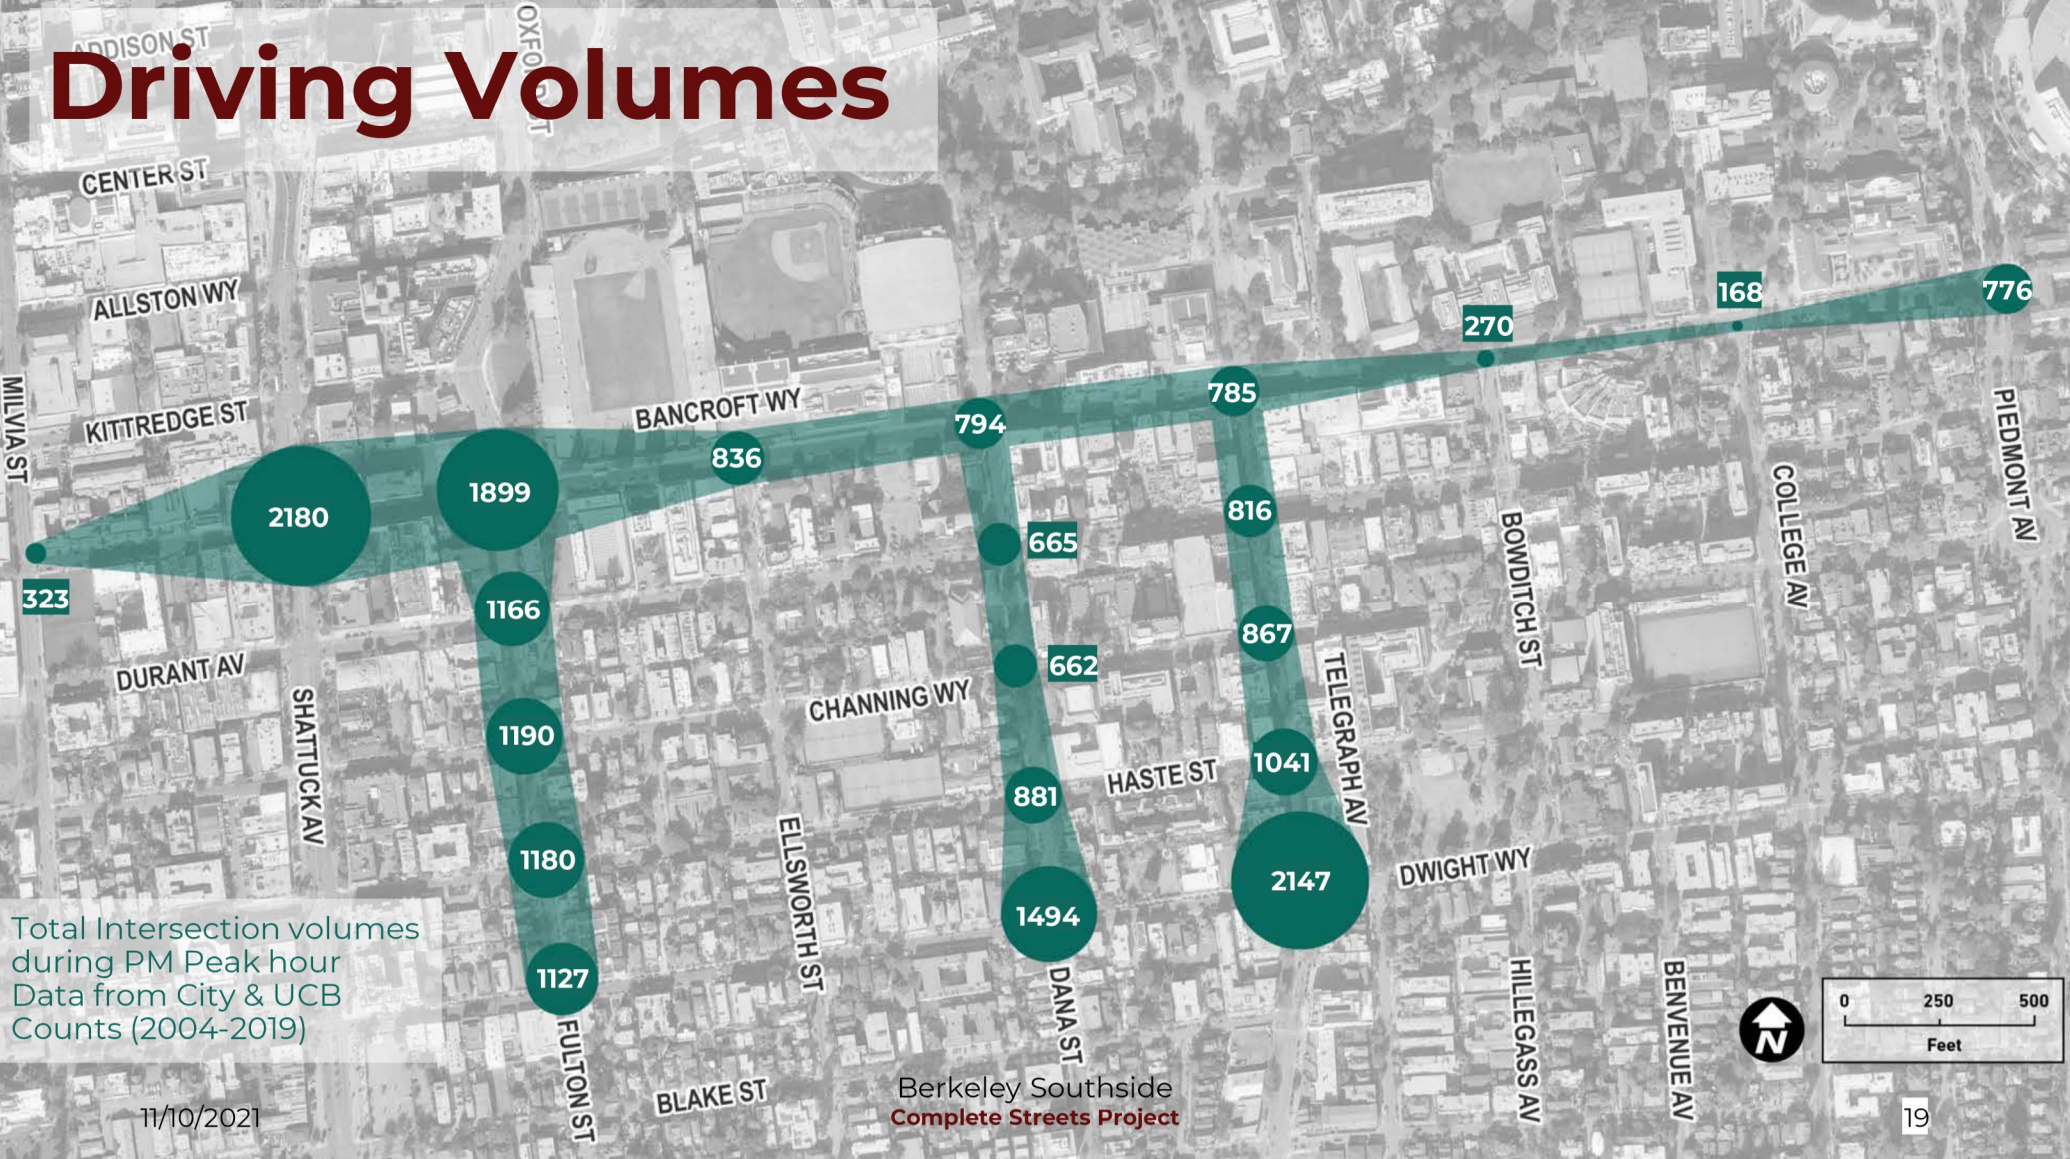 Driving Volumes
ADDISON ST
OXFORD ST
CENTER ST
ALLSTON WY
KITTREDGE ST
MILVIA ST
BANCROFT WY
PIEDMONT AV
COLLEGE AV
BOWDITCH ST
DURANT AV
SHATTUCK AV
CHANNING WY
HASTE ST
TELEGRAPH AV
ELLSWORTH ST
DWIGHT WY
DANA ST
FULTON ST
BLAKE ST
HILLEGASS AV
BENVENUE AV
323
2180
1899
836
794
785
270
168
776
1166
1190
1180
1127
665
662
881
1494
816
867
1041
2147
Total Intersection volumes
during PM Peak hour
Data from City & UCB
Counts (2004-2019)
N
0 250 500
Feet
11/10/2021
Berkeley Southside
Complete Streets Project
19